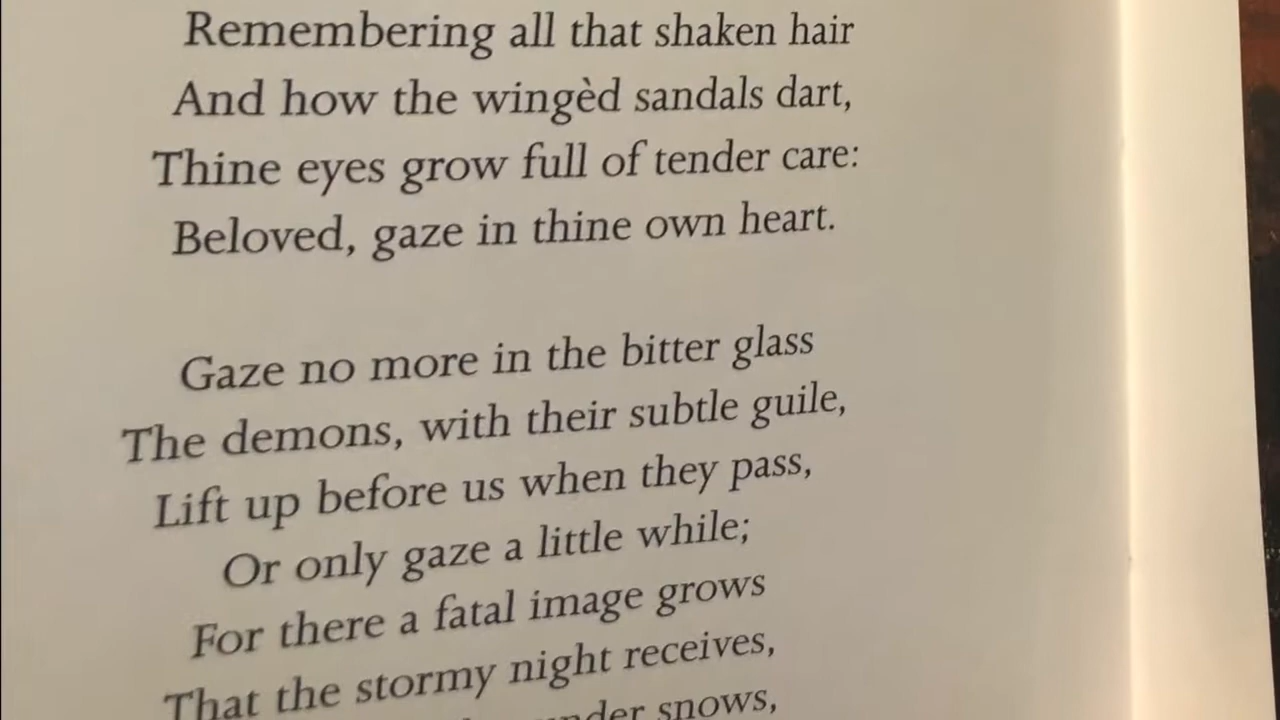 Remembering all that shaken hair
And how the wingèd sandals dart,
Thine eyes grow full of tender care:
Beloved, gaze in thine own heart.
Gaze no more in the bitter glass
The demons, with their subtle guile,
Lift up before us when they pass,
Or only gaze a little while;
For there a fatal image grows
That the stormy night receives,
snows,